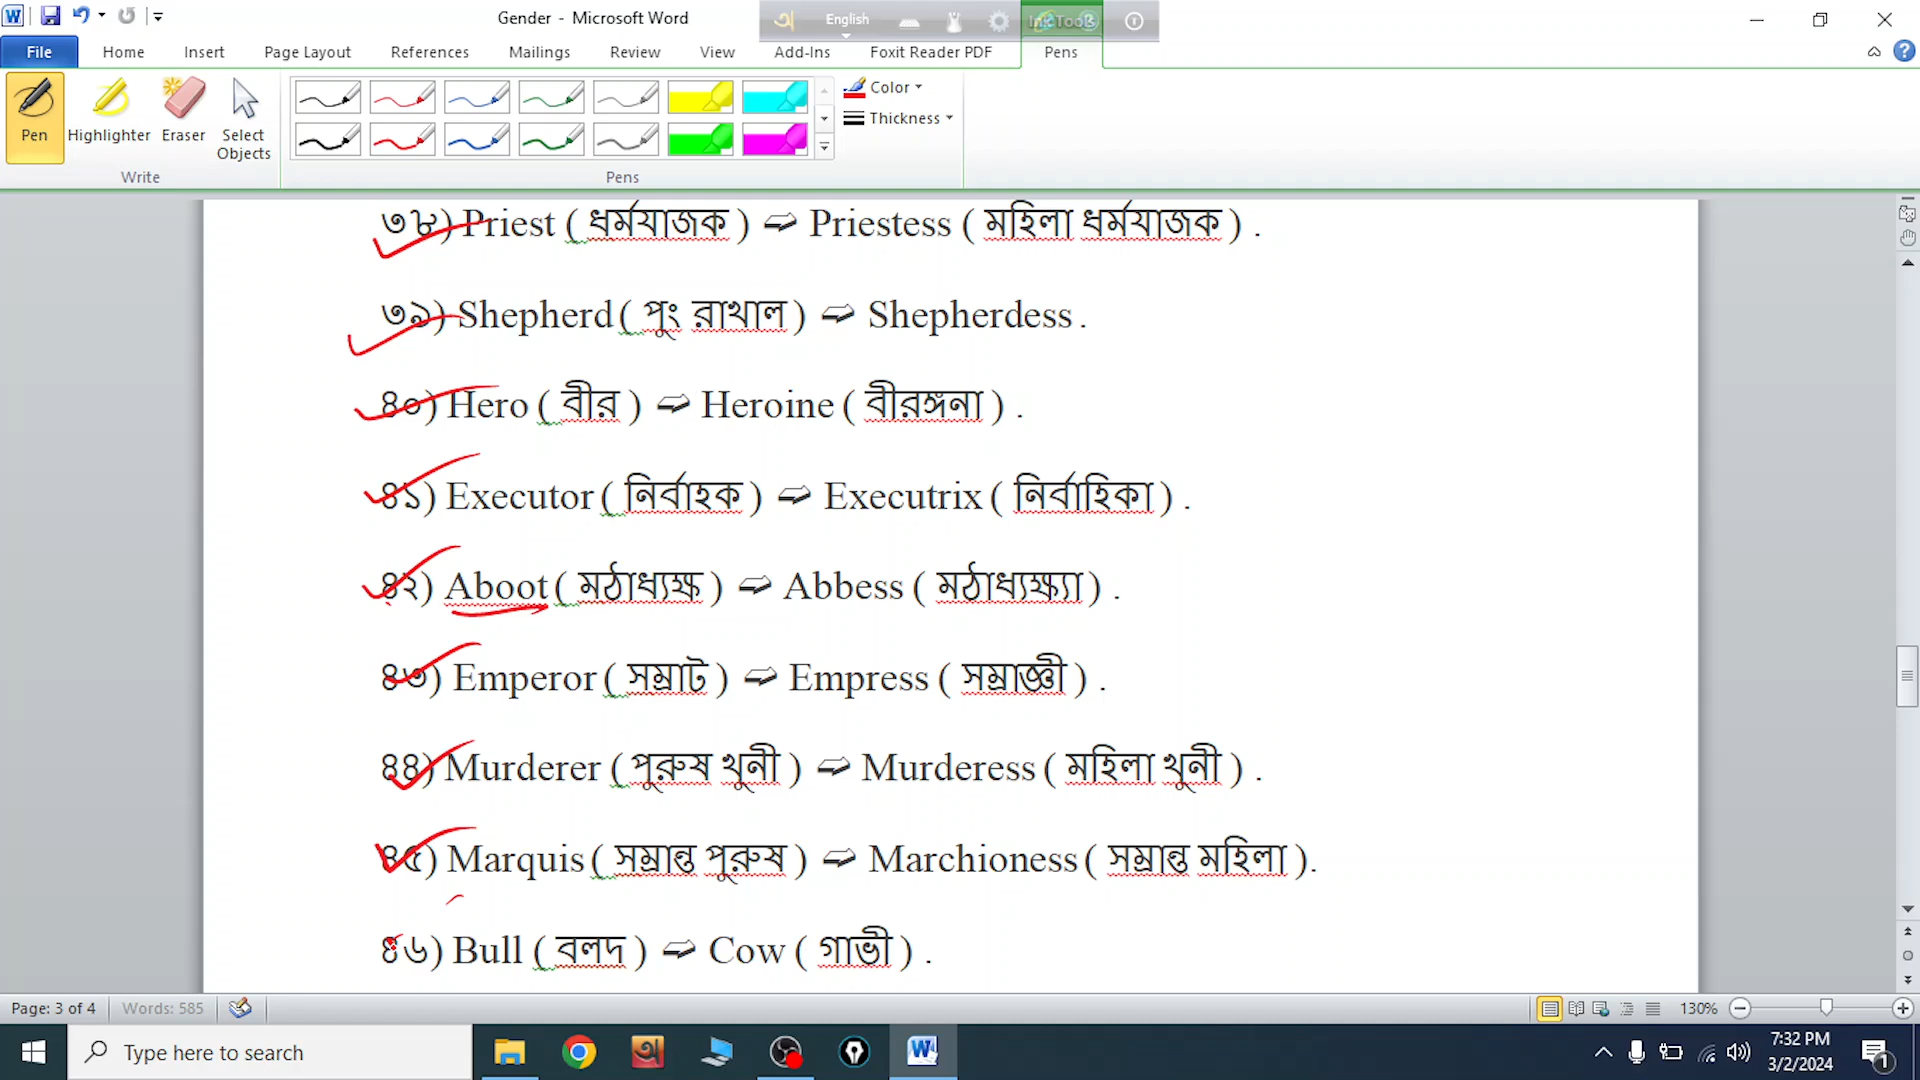 Gender - Microsoft Word
English
Ink Tools
File Home Insert Page Layout References Mailings Review View Add-Ins Foxit Reader PDF Pens
Pen Highlighter Eraser Select Objects
Color
Thickness
Write Pens
৩৮) Priest ( ধর্মযাজক ) ➫ Priestess ( মহিলা ধর্মযাজক ) .
৩৯) Shepherd ( পুং রাখাল ) ➫ Shepherdess .
৪০) Hero ( বীর ) ➫ Heroine ( বীরঙ্গনা ) .
৪১) Executor ( নির্বাহক ) ➫ Executrix ( নির্বাহিকা ) .
৪২) Aboot ( মঠাধ্যক্ষ ) ➫ Abbess ( মঠাধ্যক্ষ্যা ) .
৪৩) Emperor ( সম্রাট ) ➫ Empress ( সম্রাজ্ঞী ) .
৪৪) Murderer ( পুরুষ খুনী ) ➫ Murderess ( মহিলা খুনী ) .
৪৫) Marquis ( সম্রান্ত পুরুষ ) ➫ Marchioness ( সম্রান্ত মহিলা ).
৪৬) Bull ( বলদ ) ➫ Cow ( গাভী ) .
Page: 3 of 4 Words: 585 130%
Type here to search
7:32 PM
3/2/2024
1